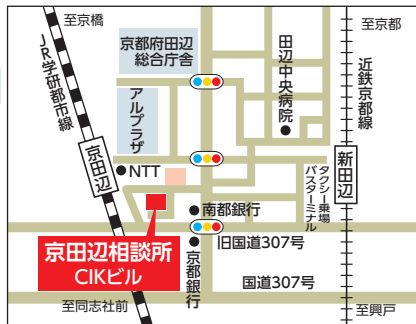 至京橋
至京都
JR学研都市線
京都府田辺
総合庁舎
田辺中央病院
近鉄京都線
アルプラザ
京田辺
新田辺
NTT
タクシー乗場
バスターミナル
南都銀行
旧国道307号
京田辺相談所
CIKビル
京都銀行
国道307号
至同志社前
至興戸